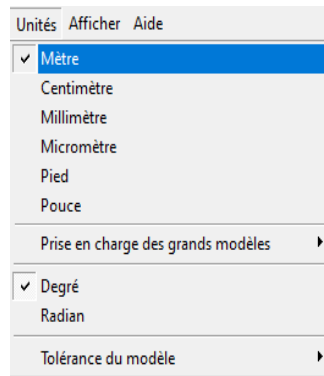 Unités Afficher Aide
Mètre
Centimètre
Millimètre
Micromètre
Pied
Pouce
Prise en charge des grands modèles
Degré
Radian
Tolérance du modèle